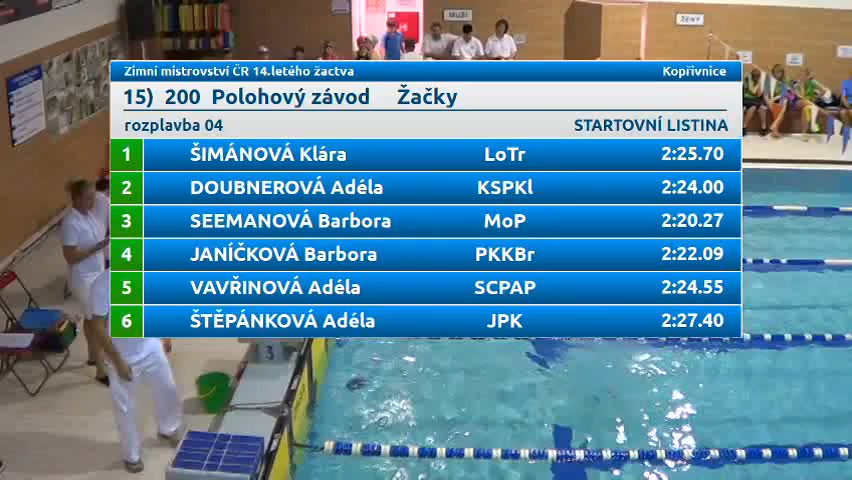 MUŽI
ŽENY
Zimní mistrovství ČR 14.letého žactva Kopřivnice
15) 200 Polohový závod Žačky
rozplavba 04 STARTOVNÍ LISTINA
1 ŠIMÁNOVÁ Klára LoTr 2:25.70
2 DOUBNEROVÁ Adéla KSPKl 2:24.00
3 SEEMANOVÁ Barbora MoP 2:20.27
4 JANÍČKOVÁ Barbora PKKBr 2:22.09
5 VAVŘINOVÁ Adéla SCPAP 2:24.55
6 ŠTĚPÁNKOVÁ Adéla JPK 2:27.40
3